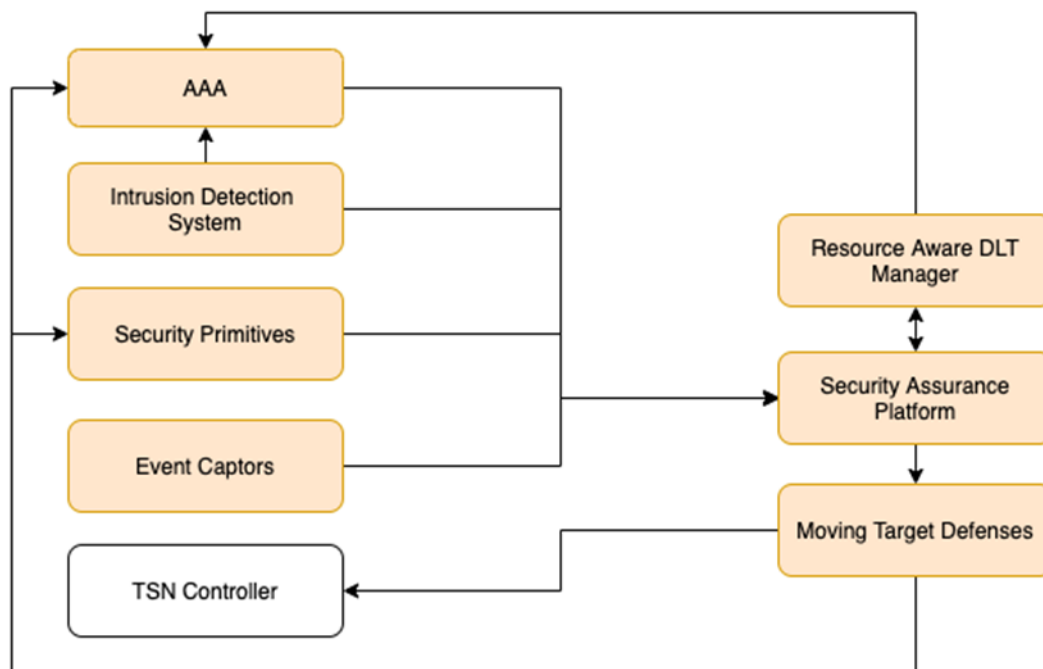 AAA
Intrusion Detection
System
Security Primitives
Event Captors
TSN Controller
Resource Aware DLT
Manager
Security Assurance
Platform
Moving Target Defenses